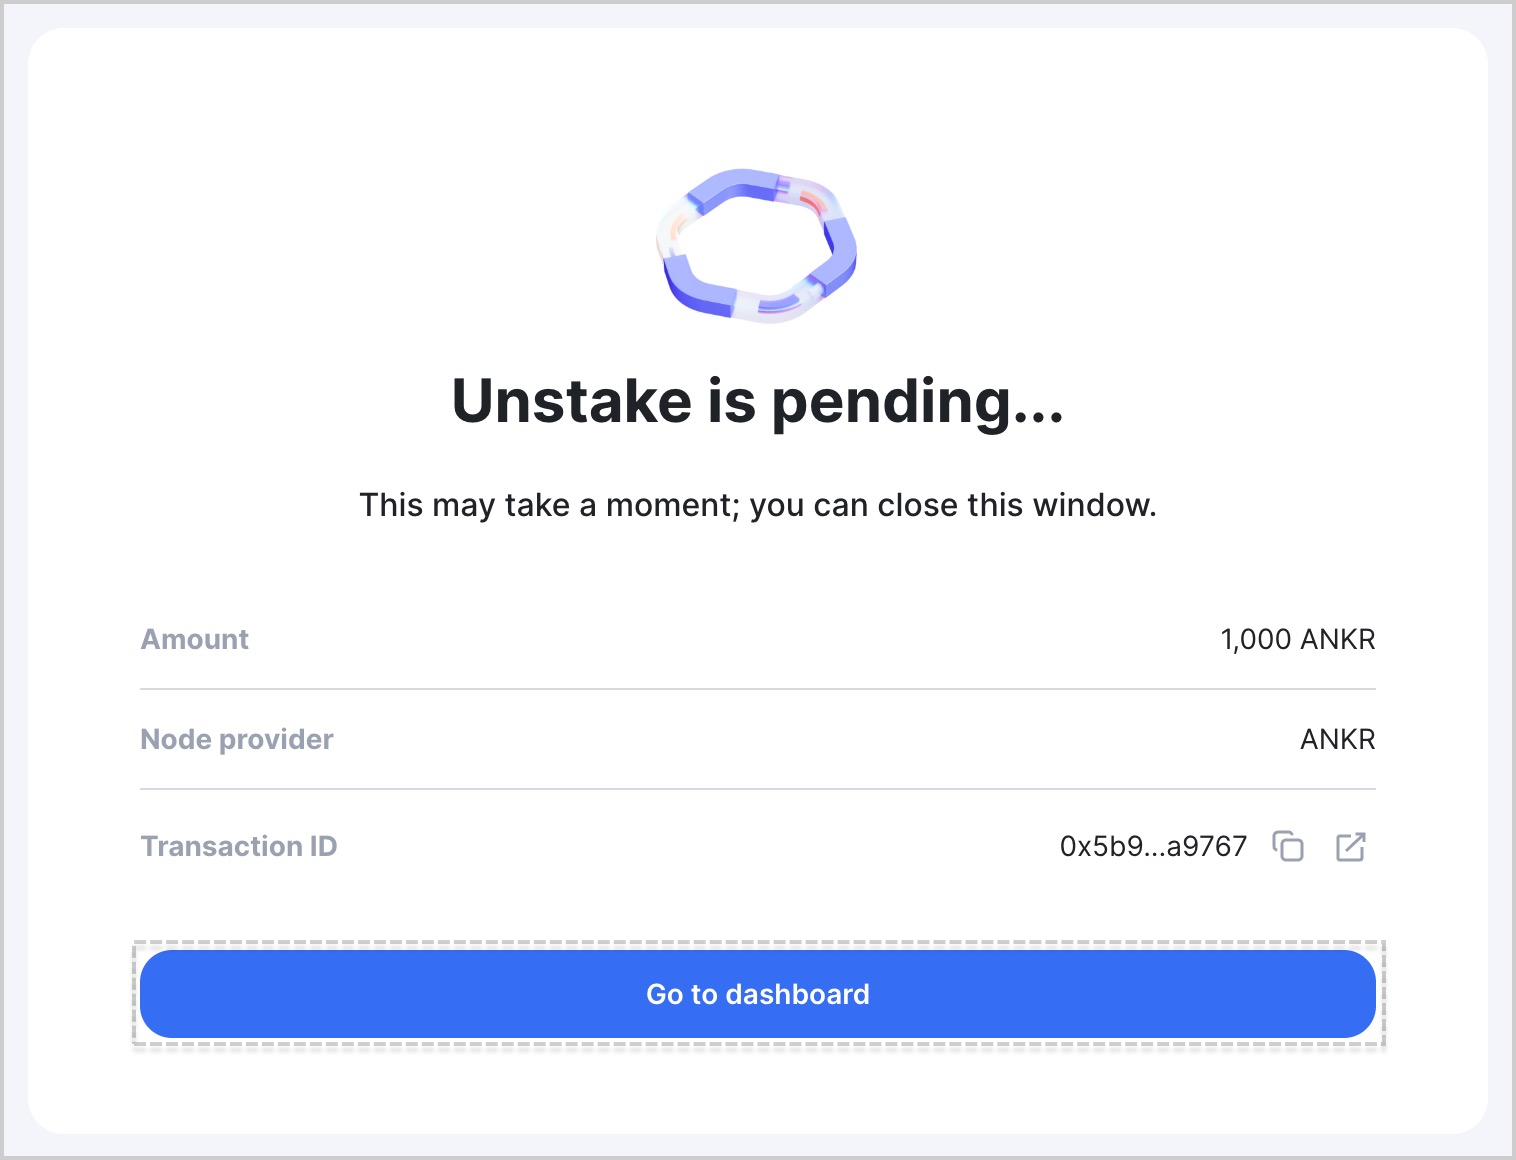 Unstake is pending...
This may take a moment; you can close this window.
Amount 1,000 ANKR
Node provider ANKR
Transaction ID 0x5b9...a9767
Go to dashboard